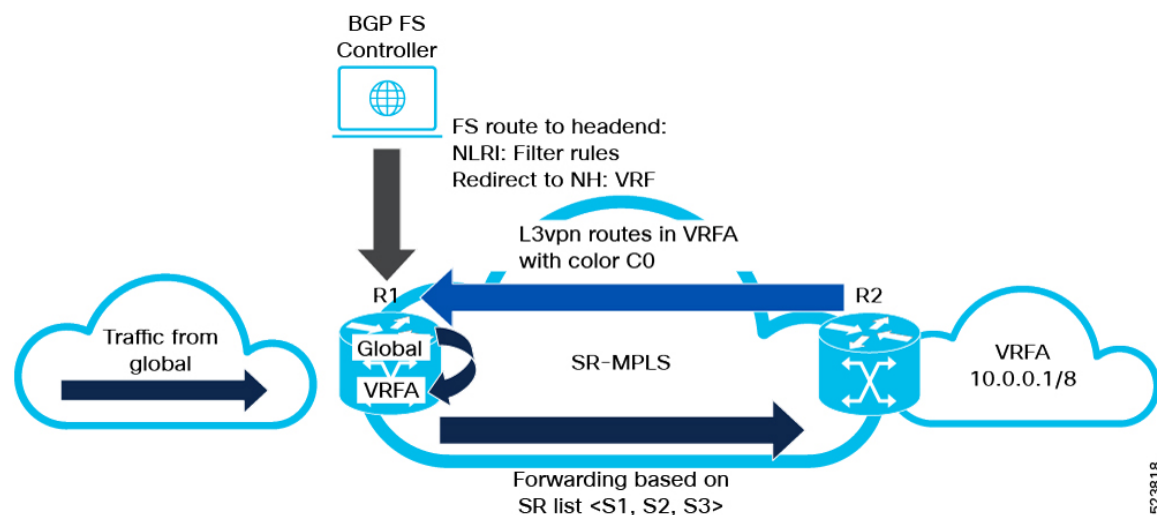 BGP FS
Controller
FS route to headend:
NLRI: Filter rules
Redirect to NH: VRF
L3vpn routes in VRFA
with color C0
R1
R2
Traffic from
global
Global
VRFA
SR-MPLS
VRFA
10.0.0.1/8
Forwarding based on
SR list <S1, S2, S3>
523818